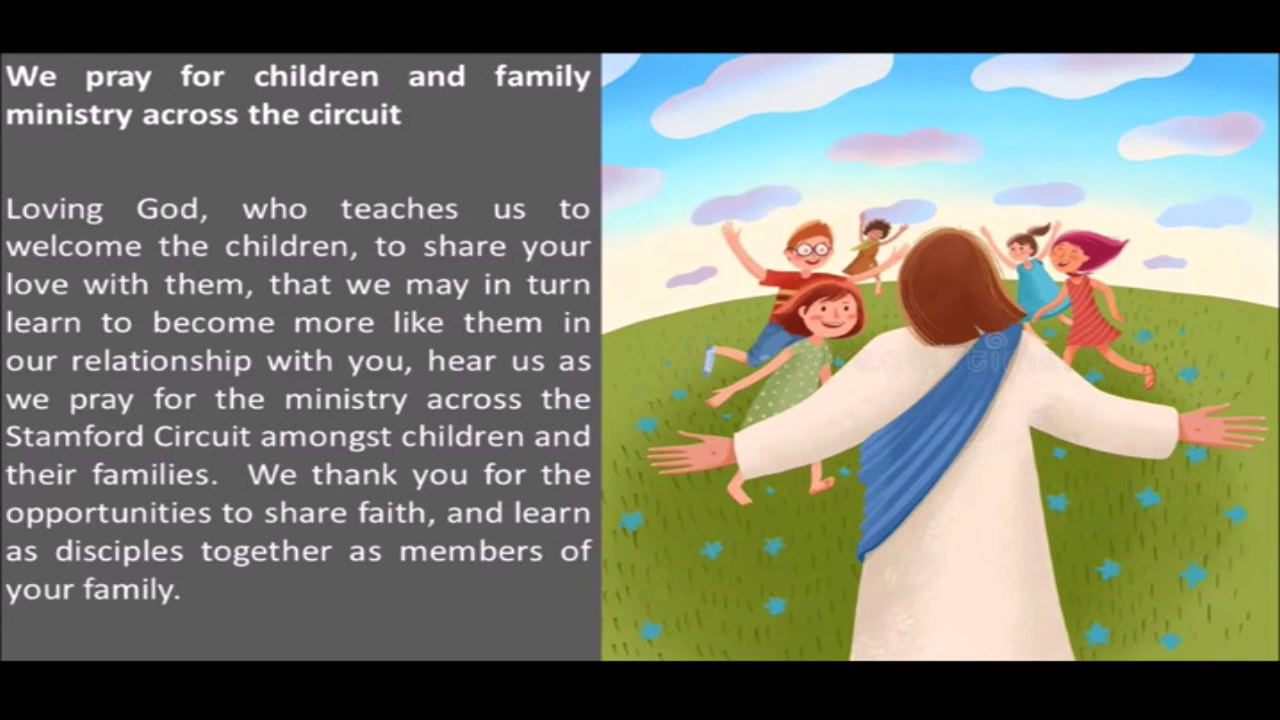 We pray for children and family
ministry across the circuit
Loving God, who teaches us to
welcome the children, to share your
love with them, that we may in turn
learn to become more like them in
our relationship with you, hear us as
we pray for the ministry across the
Stamford Circuit amongst children and
their families. We thank you for the
opportunities to share faith, and learn
as disciples together as members of
your family.